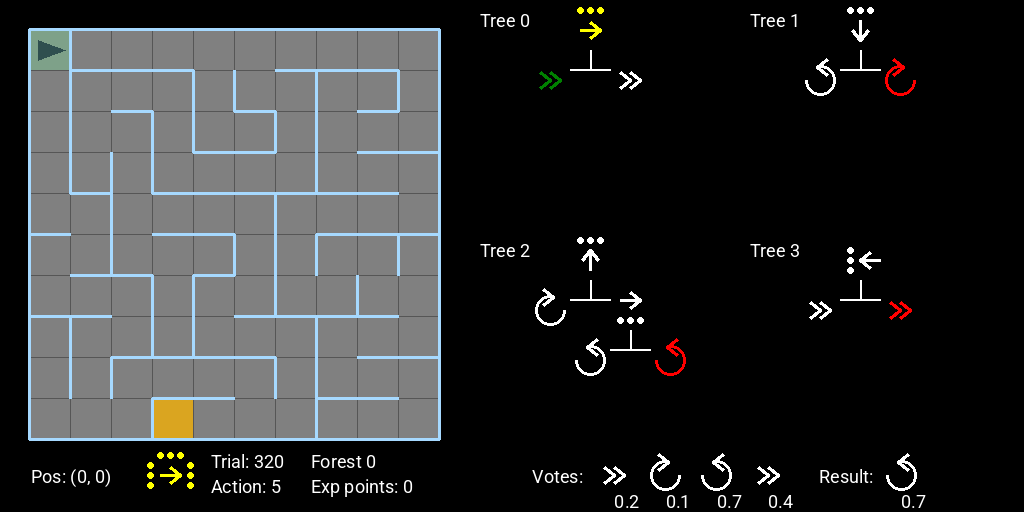 Tree 0
Tree 1
Tree 2
Tree 3
Pos: (0, 0)
Trial: 320
Forest 0
Action: 5
Exp points: 0
Votes:
0.2
0.1
0.7
0.4
Result:
0.7